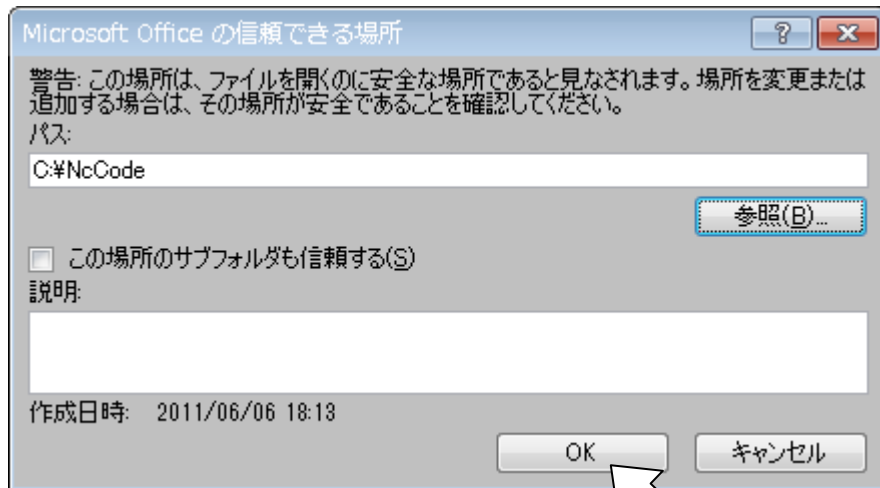 Microsoft Office の信頼できる場所
警告: この場所は、ファイルを開くのに安全な場所であると見なされます。場所を変更または
追加する場合は、その場所が安全であることを確認してください。
パス:
C:¥NcCode
参照(B)...
この場所のサブフォルダも信頼する(S)
説明:
作成日時: 2011/06/06 18:13
OK キャンセル